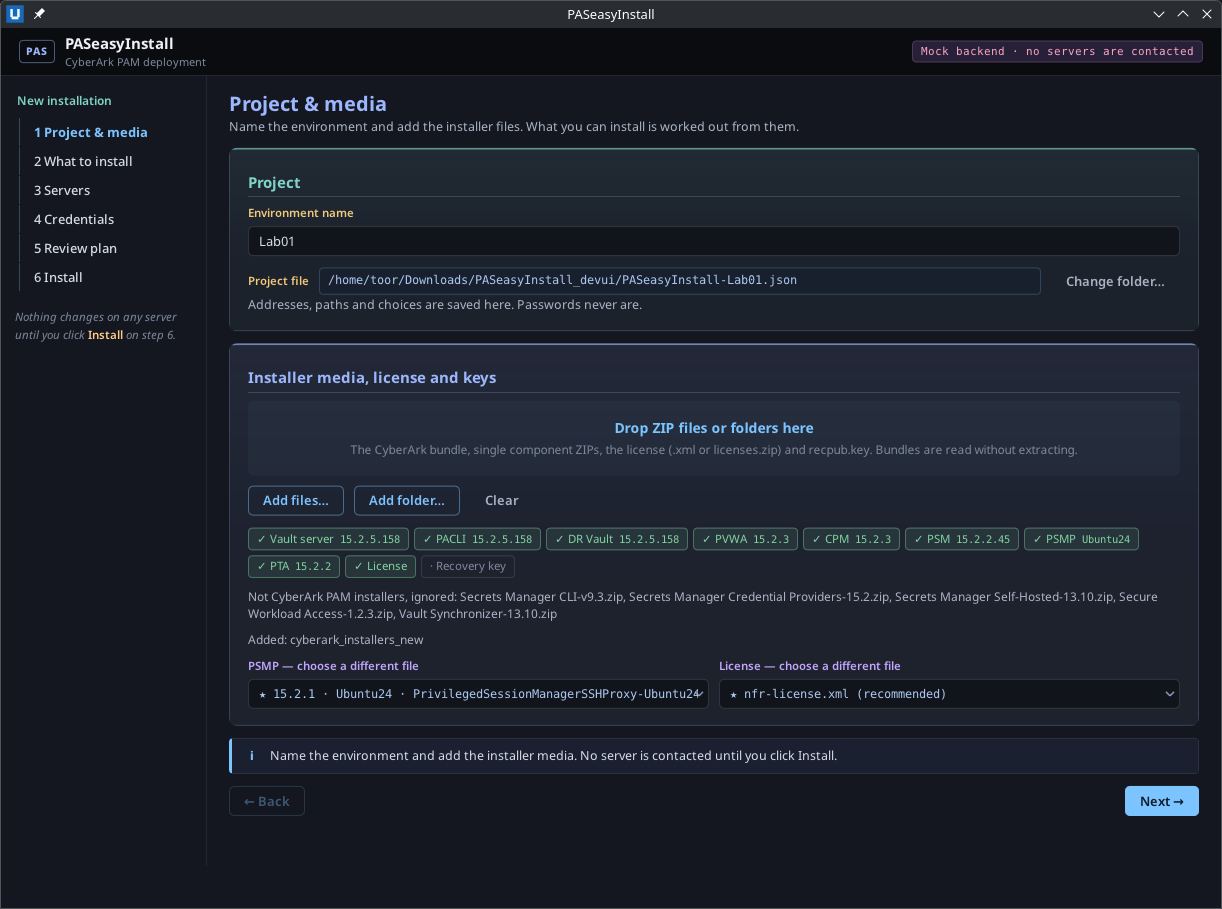 PASeasyInstall
PAS
PASeasyInstall
CyberArk PAM deployment
Mock backend · no servers are contacted
New installation
1 Project & media
2 What to install
3 Servers
4 Credentials
5 Review plan
6 Install
Nothing changes on any server
until you click Install on step 6.
Project & media
Name the environment and add the installer files. What you can install is worked out from them.
Project
Environment name
Lab01
Project file /home/toor/Downloads/PASeasyInstall_devui/PASeasyInstall-Lab01.json Change folder...
Addresses, paths and choices are saved here. Passwords never are.
Installer media, license and keys
Drop ZIP files or folders here
The CyberArk bundle, single component ZIPs, the license (.xml or licenses.zip) and recpub.key. Bundles are read without extracting.
Add files... Add folder... Clear
✓ Vault server 15.2.5.158 ✓ PACLI 15.2.5.158 ✓ DR Vault 15.2.5.158 ✓ PVWA 15.2.3 ✓ CPM 15.2.3 ✓ PSM 15.2.2.45 ✓ PSMP Ubuntu24
✓ PTA 15.2.2 ✓ License · Recovery key
Not CyberArk PAM installers, ignored: Secrets Manager CLI-v9.3.zip, Secrets Manager Credential Providers-15.2.zip, Secrets Manager Self-Hosted-13.10.zip, Secure
Workload Access-1.2.3.zip, Vault Synchronizer-13.10.zip
Added: cyberark_installers_new
PSMP — choose a different file
★ 15.2.1 · Ubuntu24 · PrivilegedSessionManagerSSHProxy-Ubuntu24
License — choose a different file
★ nfr-license.xml (recommended)
i Name the environment and add the installer media. No server is contacted until you click Install.
← Back
Next →